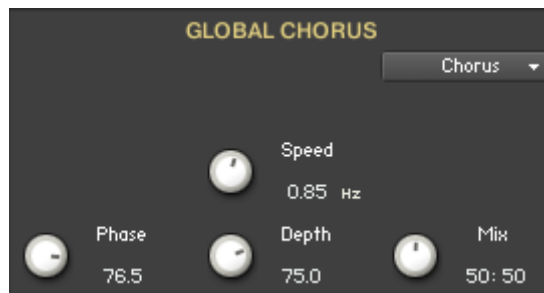 GLOBAL CHORUS
Chorus
Speed
0.85 Hz
Phase
76.5
Depth
75.0
Mix
50:50